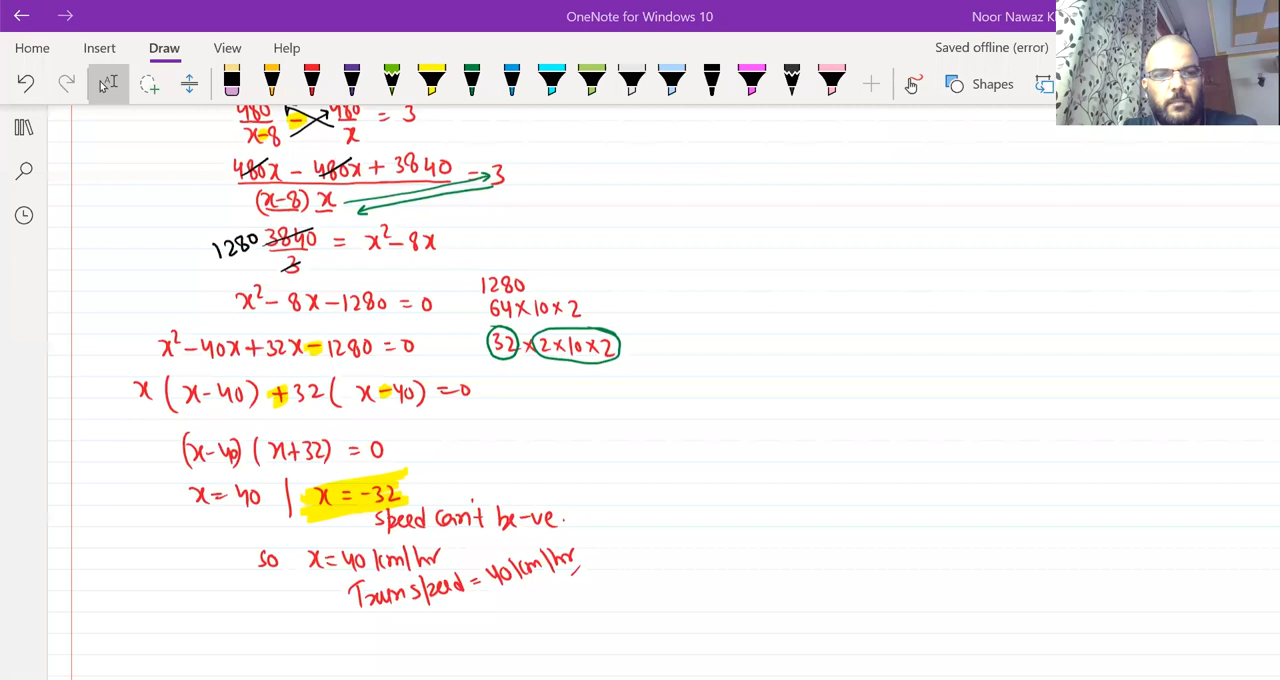 OneNote for Windows 10
Noor Nawaz K
Home Insert Draw View Help
Saved offline (error)
Shapes
480/x-8 - 480/x = 3
480x - 480x + 3840 / (x-8) x = 3
1280 3840/3 = x² - 8x
x² - 8x - 1280 = 0
1280
64 × 10 × 2
x² - 40x + 32x - 1280 = 0
32 × 2 × 10 × 2
x ( x - 40 ) + 32 ( x - 40 ) = 0
(x - 40) ( x + 32 ) = 0
x = 40 | x = -32
Speed can't be -ve.
so x = 40 km/hr
Train speed = 40 km/hr